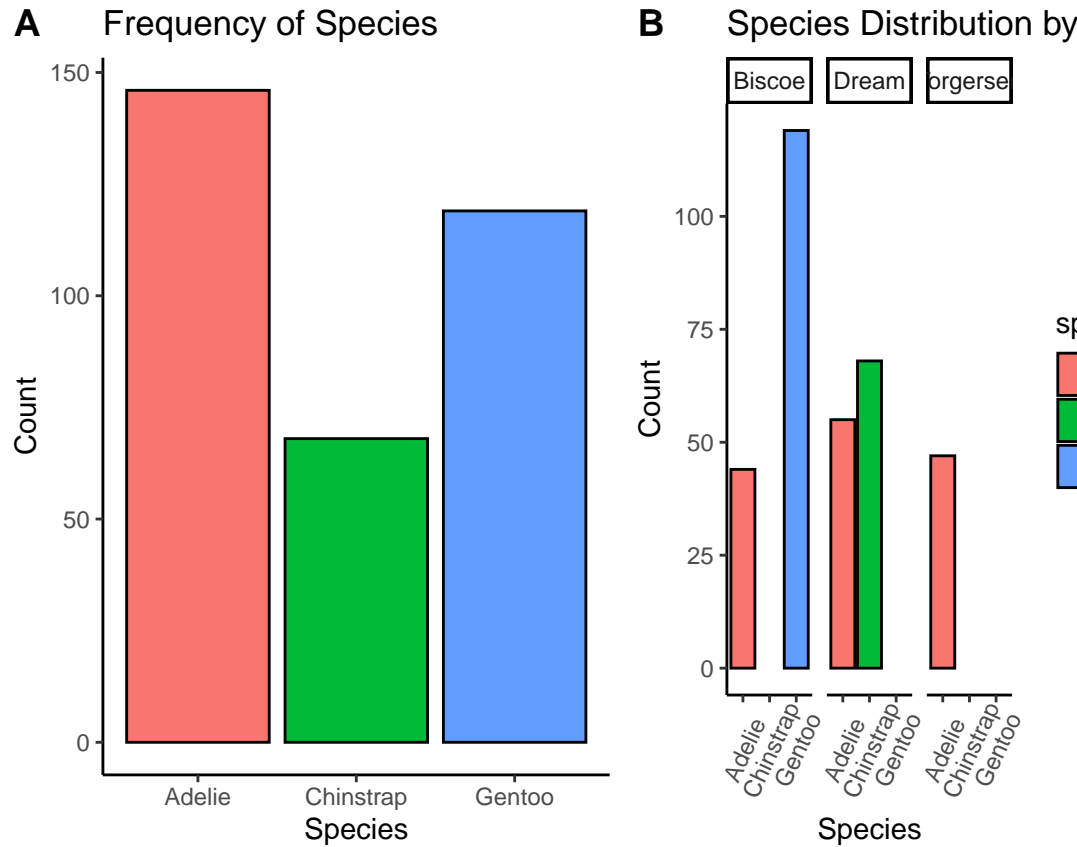 A Frequency of Species
150
100
50
0
Count
Adelie Chinstrap Gentoo
Species
B Species Distribution by
Biscoe Dream orgerse
100
75
50
25
0
Count
Adelie Chinstrap Gentoo Adelie Chinstrap Gentoo Adelie Chinstrap Gentoo
Species
sp